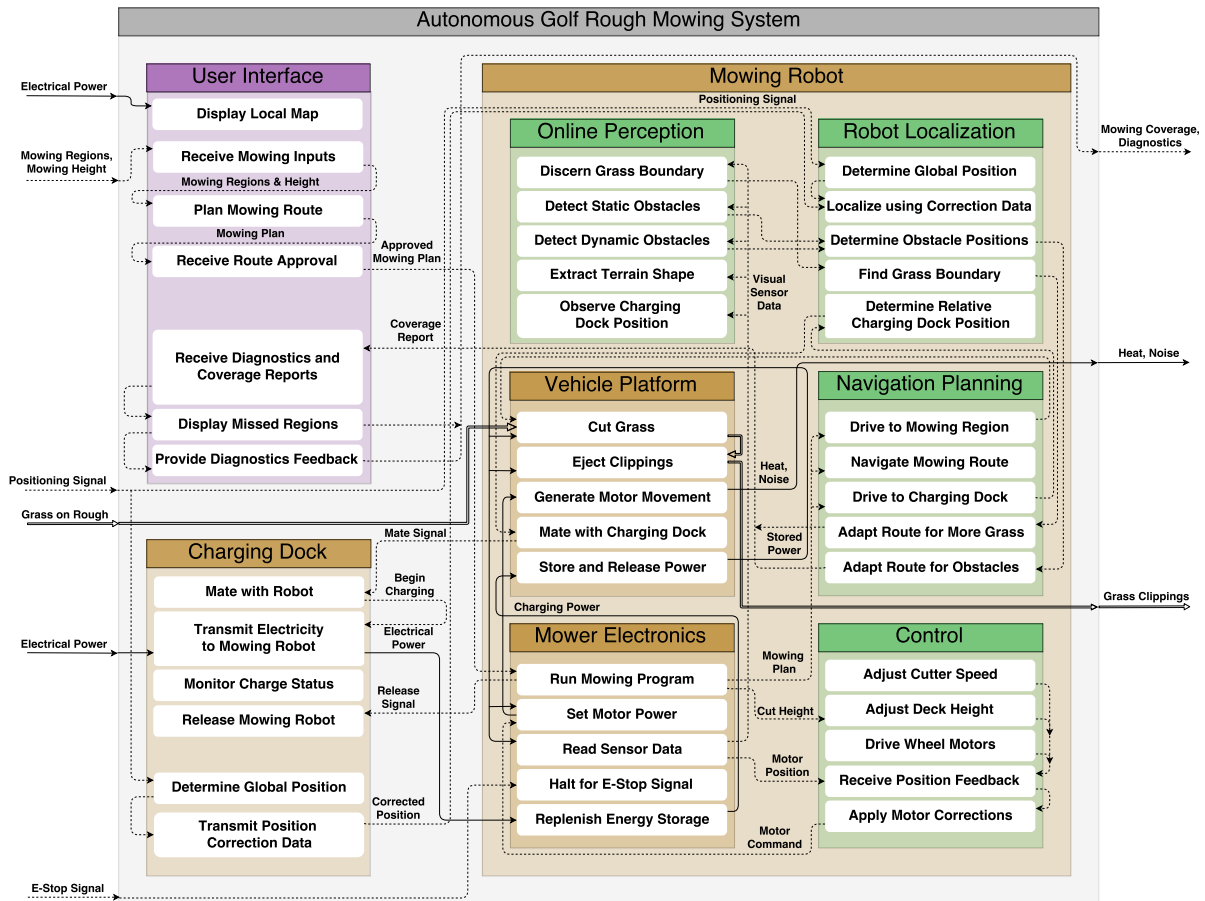 Autonomous Golf Rough Mowing System
Electrical Power
Mowing Regions,
Mowing Height
User Interface
Display Local Map
Receive Mowing Inputs
Mowing Regions & Height
Plan Mowing Route
Mowing Plan
Receive Route Approval
Receive Diagnostics and
Coverage Reports
Display Missed Regions
Provide Diagnostics Feedback
Approved
Mowing Plan
Coverage
Report
Positioning Signal
Grass on Rough
Mowing Robot
Positioning Signal
Online Perception
Discern Grass Boundary
Detect Static Obstacles
Detect Dynamic Obstacles
Extract Terrain Shape
Observe Charging
Dock Position
Visual
Sensor
Data
Robot Localization
Determine Global Position
Localize using Correction Data
Determine Obstacle Positions
Find Grass Boundary
Determine Relative
Charging Dock Position
Mowing Coverage,
Diagnostics
Heat, Noise
Vehicle Platform
Cut Grass
Eject Clippings
Generate Motor Movement
Mate with Charging Dock
Store and Release Power
Heat,
Noise
Stored
Power
Navigation Planning
Drive to Mowing Region
Navigate Mowing Route
Drive to Charging Dock
Adapt Route for More Grass
Adapt Route for Obstacles
Grass Clippings
Charging Dock
Mate with Robot
Transmit Electricity
to Mowing Robot
Monitor Charge Status
Release Mowing Robot
Determine Global Position
Transmit Position
Correction Data
Electrical Power
Mate Signal
Begin
Charging
Electrical
Power
Release
Signal
Corrected
Position
E-Stop Signal
Charging Power
Mower Electronics
Run Mowing Program
Set Motor Power
Read Sensor Data
Halt for E-Stop Signal
Replenish Energy Storage
Mowing
Plan
Cut Height
Motor
Position
Motor
Command
Control
Adjust Cutter Speed
Adjust Deck Height
Drive Wheel Motors
Receive Position Feedback
Apply Motor Corrections